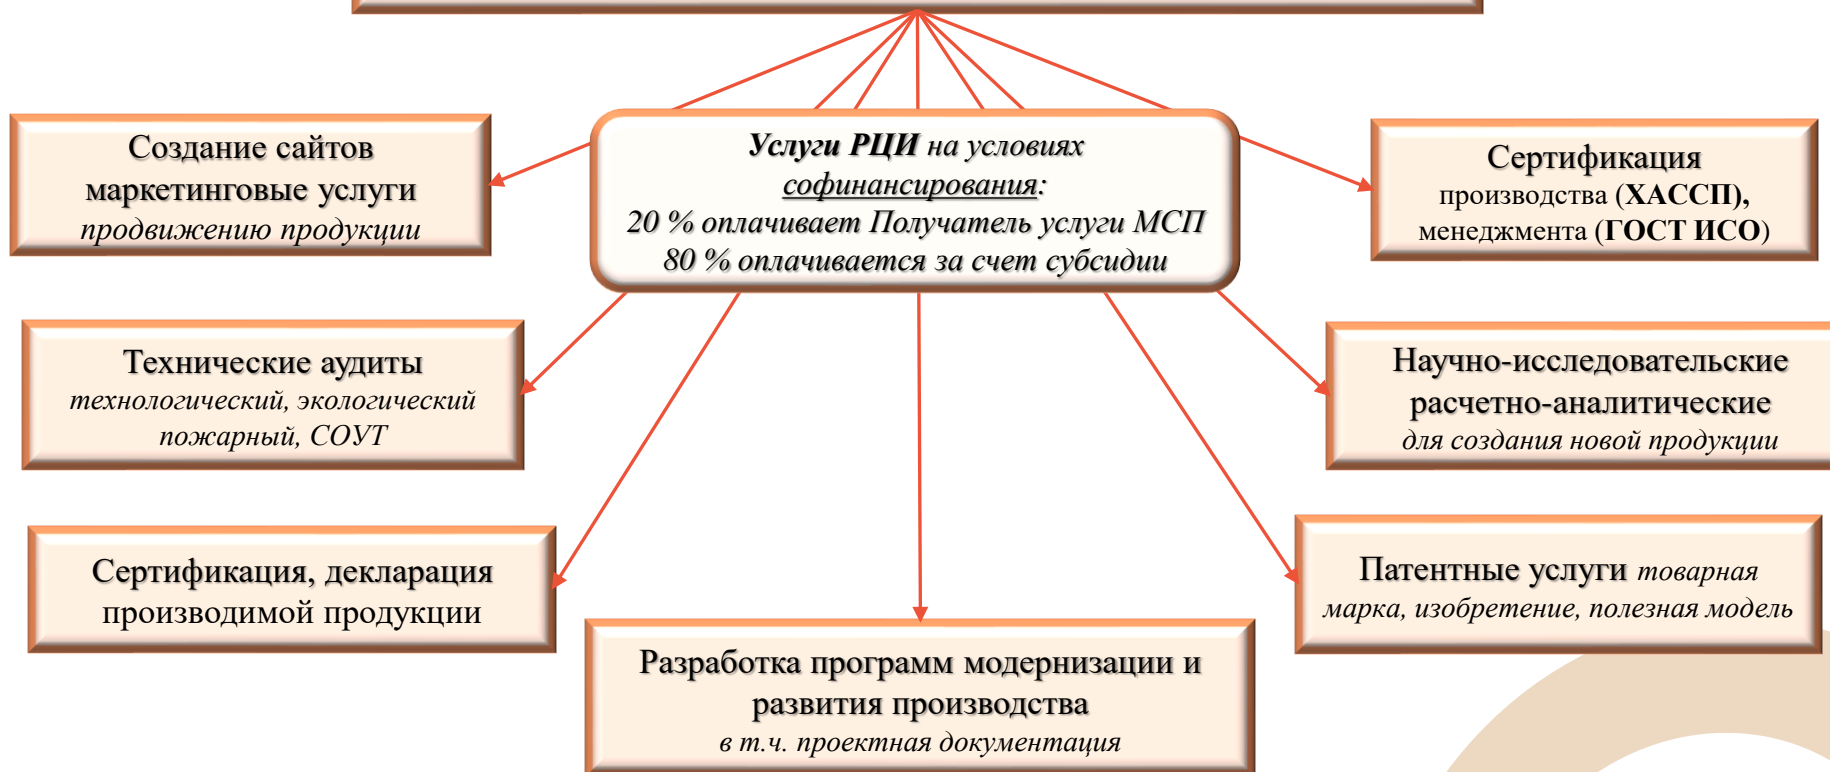 Услуги РЦИ на условиях
софинансирования:
20 % оплачивает Получатель услуги МСП
80 % оплачивается за счет субсидии
Создание сайтов
маркетинговые услуги
продвижению продукции
Сертификация
производства (ХАССП),
менеджмента (ГОСТ ИСО)
Технические аудиты
технологический, экологический
пожарный, СОУТ
Научно-исследовательские
расчетно-аналитические
для создания новой продукции
Сертификация, декларация
производимой продукции
Патентные услуги товарная
марка, изобретение, полезная модель
Разработка программ модернизации и
развития производства
в т.ч. проектная документация